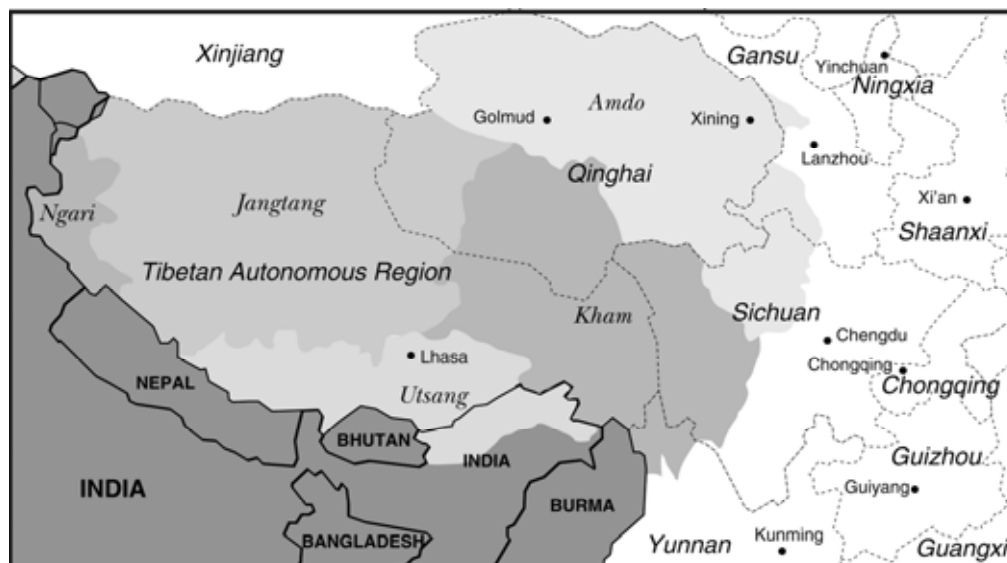 Xinjiang
Gansu
Yinchuan
Ningxia
Golmud
Amdo
Xining
Lanzhou
Qinghai
Xi'an
Ngari
Jangtang
Shaanxi
Tibetan Autonomous Region
Kham
Sichuan
Chengdu
Lhasa
Chongqing
Chongqing
NEPAL
Utsang
BHUTAN
INDIA
Guizhou
INDIA
BURMA
Guiyang
BANGLADESH
Yunnan
Kunming
Guangxi